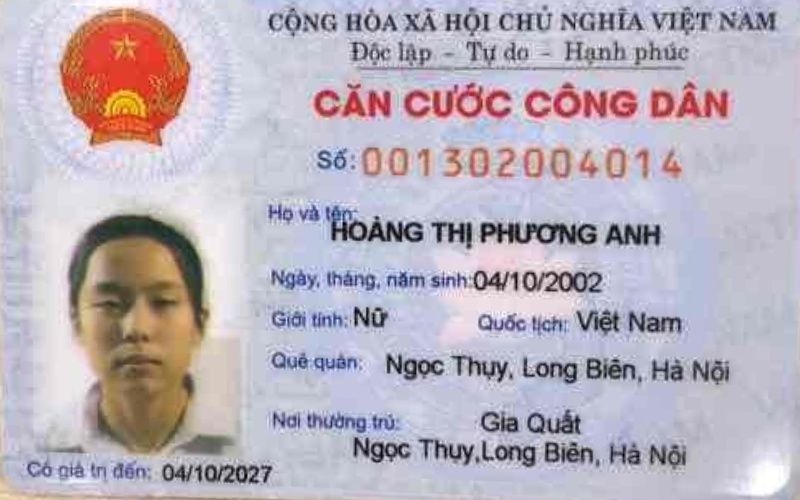 CỘNG HÒA XÃ HỘI CHỦ NGHĨA VIỆT NAM
Độc lập - Tự do - Hạnh phúc
CĂN CƯỚC CÔNG DÂN
Số: 001302004014
Họ và tên:
HOÀNG THỊ PHƯƠNG ANH
Ngày, tháng, năm sinh: 04/10/2002
Giới tính: Nữ Quốc tịch: Việt Nam
Quê quán: Ngọc Thụy, Long Biên, Hà Nội
Nơi thường trú: Gia Quất
Ngọc Thụy,Long Biên, Hà Nội
Có giá trị đến: 04/10/2027